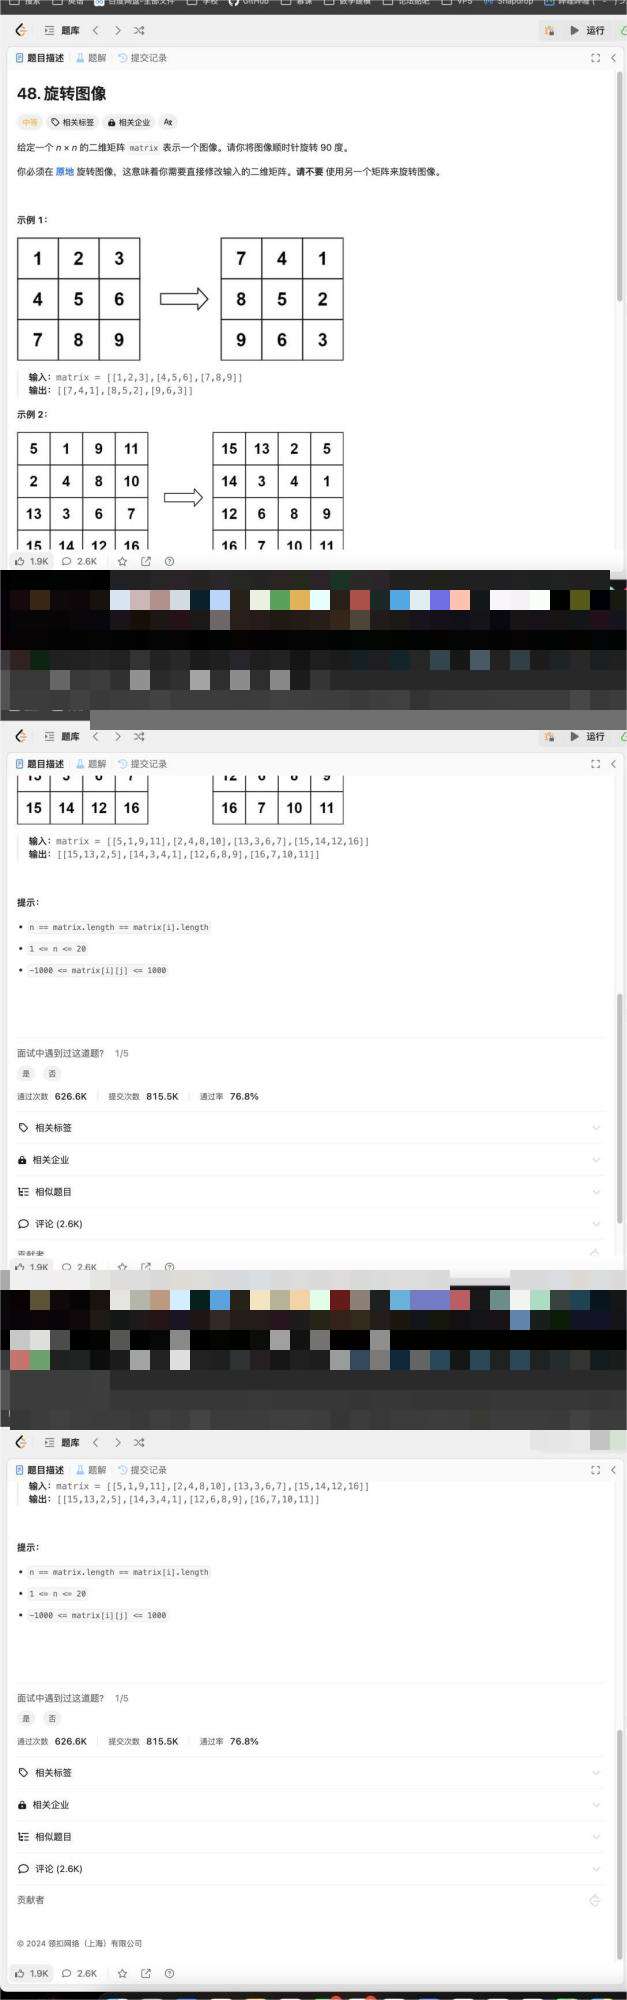 题库
运行
题目描述 题解 提交记录
48. 旋转图像
中等 相关标签 相关企业
给定一个 n × n 的二维矩阵 matrix 表示一个图像。请你将图像顺时针旋转 90 度。
你必须在 原地 旋转图像，这意味着你需要直接修改输入的二维矩阵。请不要 使用另一个矩阵来旋转图像。
示例 1：
1 2 3 7 4 1
4 5 6 8 5 2
7 8 9 9 6 3
输入：matrix = [[1,2,3],[4,5,6],[7,8,9]]
输出：[[7,4,1],[8,5,2],[9,6,3]]
示例 2：
5 1 9 11 15 13 2 5
2 4 8 10 14 3 4 1
13 3 6 7 12 6 8 9
15 14 12 16 16 7 10 11
1.9K 2.6K
题库
运行
题目描述 题解 提交记录
13 3 6 7 12 6 8 9
15 14 12 16 16 7 10 11
输入：matrix = [[5,1,9,11],[2,4,8,10],[13,3,6,7],[15,14,12,16]]
输出：[[15,13,2,5],[14,3,4,1],[12,6,8,9],[16,7,10,11]]
提示：
• n == matrix.length == matrix[i].length
• 1 <= n <= 20
• -1000 <= matrix[i][j] <= 1000
面试中遇到过这道题? 1/5
是 否
通过次数 626.6K 提交次数 815.5K 通过率 76.8%
相关标签
相关企业
相似题目
评论 (2.6K)
贡献者
1.9K 2.6K
题库
题目描述 题解 提交记录
输入：matrix = [[5,1,9,11],[2,4,8,10],[13,3,6,7],[15,14,12,16]]
输出：[[15,13,2,5],[14,3,4,1],[12,6,8,9],[16,7,10,11]]
提示：
• n == matrix.length == matrix[i].length
• 1 <= n <= 20
• -1000 <= matrix[i][j] <= 1000
面试中遇到过这道题? 1/5
是 否
通过次数 626.6K 提交次数 815.5K 通过率 76.8%
相关标签
相关企业
相似题目
评论 (2.6K)
贡献者
© 2024 领扣网络（上海）有限公司
1.9K 2.6K